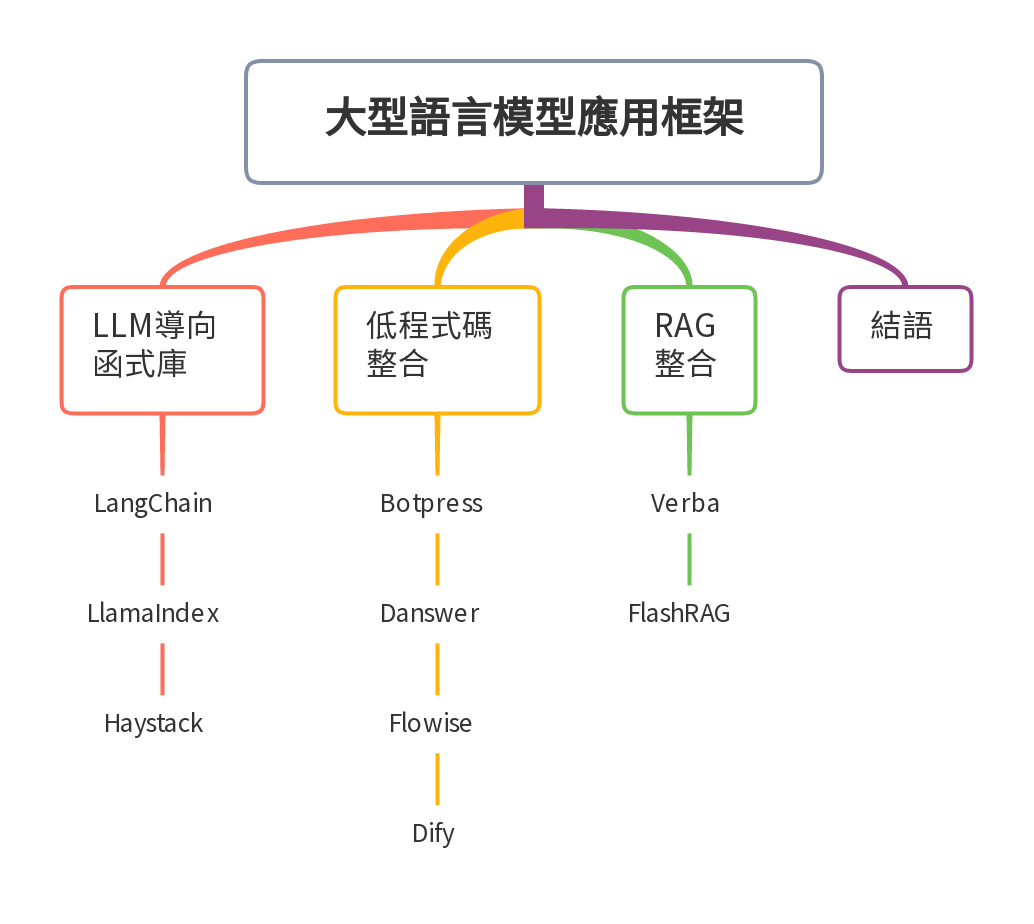 大型語言模型應用框架
LLM導向
函式庫
低程式碼
整合
RAG
整合
結語
LangChain
LlamaIndex
Haystack
Botpress
Danswer
Flowise
Dify
Verba
FlashRAG